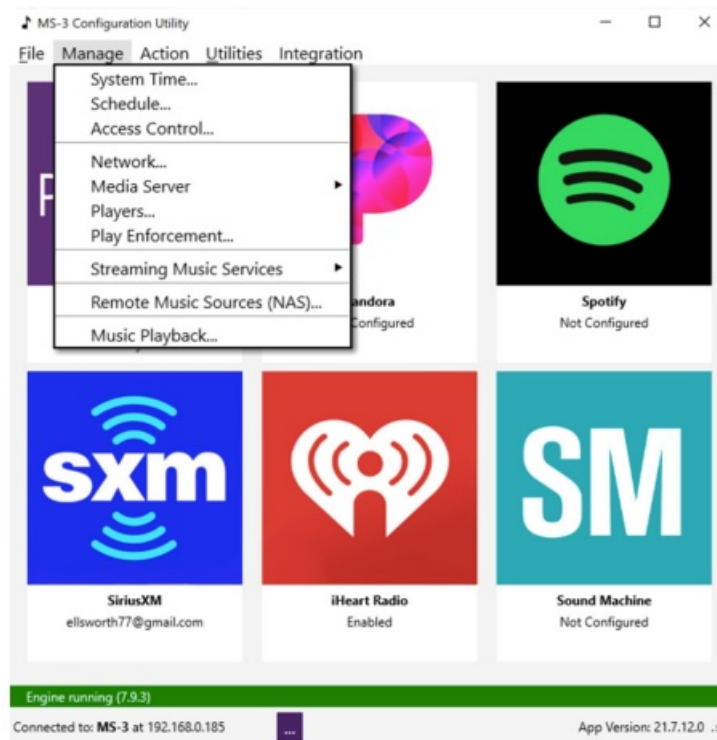 MS-3 Configuration Utility
File Manage Action Utilities Integration
System Time...
Schedule...
Access Control...
Network...
Media Server
Players...
Play Enforcement...
Streaming Music Services
Remote Music Sources (NAS)...
Music Playback...
Spotify
Not Configured
sxm
SM
SiriusXM
ellsworth77@gmail.com
iHeart Radio
Enabled
Sound Machine
Not Configured
Engine running (7.9.3)
Connected to: MS-3 at 192.168.0.185
...
App Version: 21.7.12.0